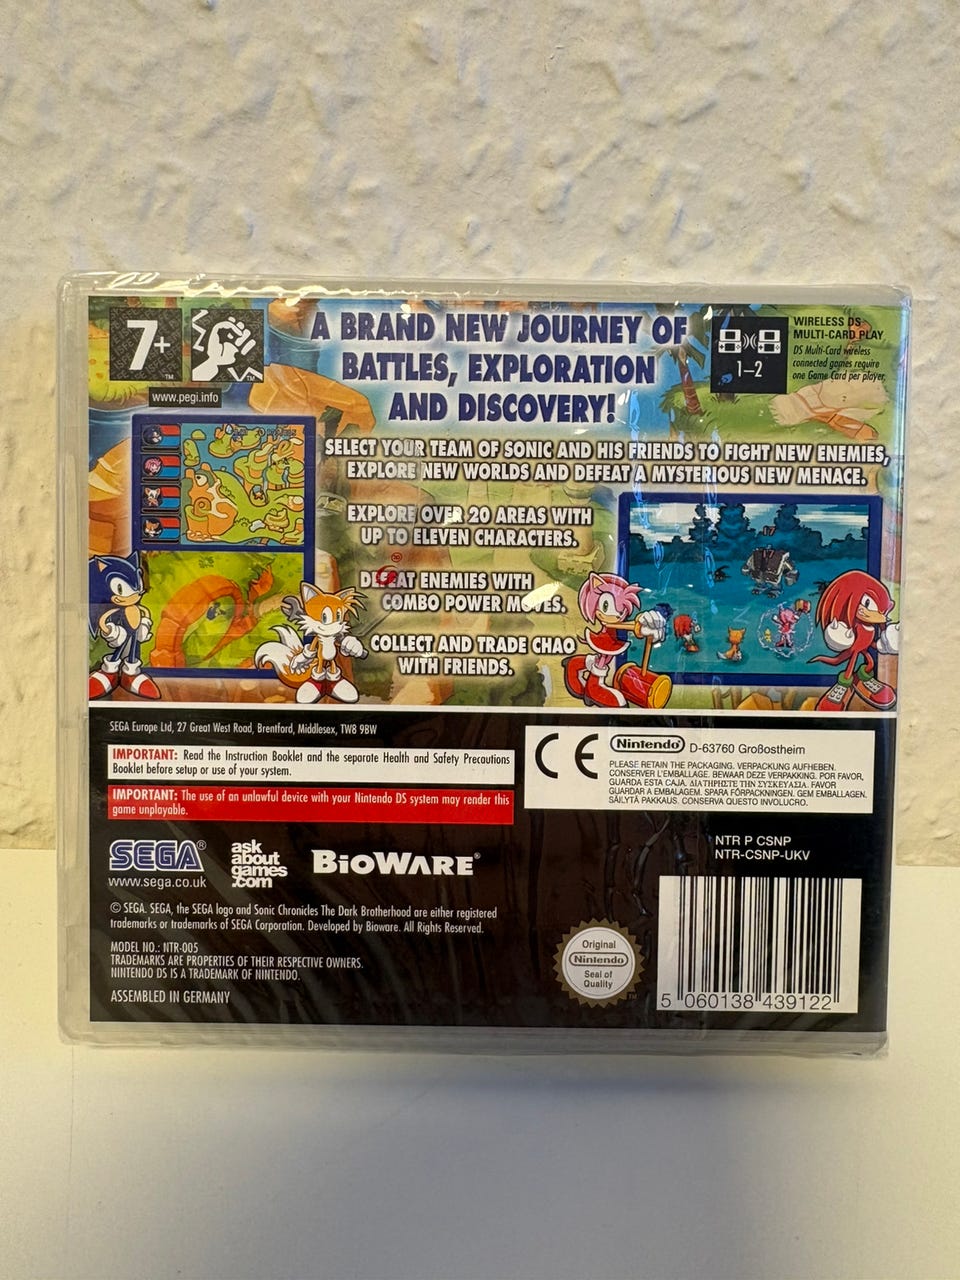 7+
™
™
www.pegi.info
A BRAND NEW JOURNEY OF
BATTLES, EXPLORATION
AND DISCOVERY!
1–2
WIRELESS DS
MULTI-CARD PLAY
DS Multi-Card wireless
connected games require
one Game Card per player.
SELECT YOUR TEAM OF SONIC AND HIS FRIENDS TO FIGHT NEW ENEMIES,
EXPLORE NEW WORLDS AND DEFEAT A MYSTERIOUS NEW MENACE.
EXPLORE OVER 20 AREAS WITH
UP TO ELEVEN CHARACTERS.
DEFEAT ENEMIES WITH
COMBO POWER MOVES.
COLLECT AND TRADE CHAO
WITH FRIENDS.
SEGA Europe Ltd, 27 Great West Road, Brentford, Middlesex, TW8 9BW
IMPORTANT: Read the Instruction Booklet and the separate Health and Safety Precautions
Booklet before setup or use of your system.
IMPORTANT: The use of an unlawful device with your Nintendo DS system may render this
game unplayable.
CE
Nintendo D-63760 Großostheim
PLEASE RETAIN THE PACKAGING. VERPACKUNG AUFHEBEN.
CONSERVER L'EMBALLAGE. BEWAAR DEZE VERPAKKING. POR FAVOR,
GUARDA ESTA CAJA. ΔΙΑΤΗΡΗΣΤΕ ΤΗΝ ΣΥΣΚΕΥΑΣΙΑ. FAVOR
GUARDAR A EMBALAGEM. SPARA FÖRPACKNINGEN. GEM EMBALLAGEN.
SÄILYTÄ PAKKAUS. CONSERVA QUESTO INVOLUCRO.
NTR P CSNP
NTR-CSNP-UKV
SEGA®
www.sega.co.uk
ask
about
games
.com
BIOWARE®
© SEGA. SEGA, the SEGA logo and Sonic Chronicles The Dark Brotherhood are either registered
trademarks or trademarks of SEGA Corporation. Developed by Bioware. All Rights Reserved.
MODEL NO.: NTR-005
TRADEMARKS ARE PROPERTIES OF THEIR RESPECTIVE OWNERS.
NINTENDO DS IS A TRADEMARK OF NINTENDO.
ASSEMBLED IN GERMANY
Original
Nintendo
Seal of
Quality
TM
5 060138 439122